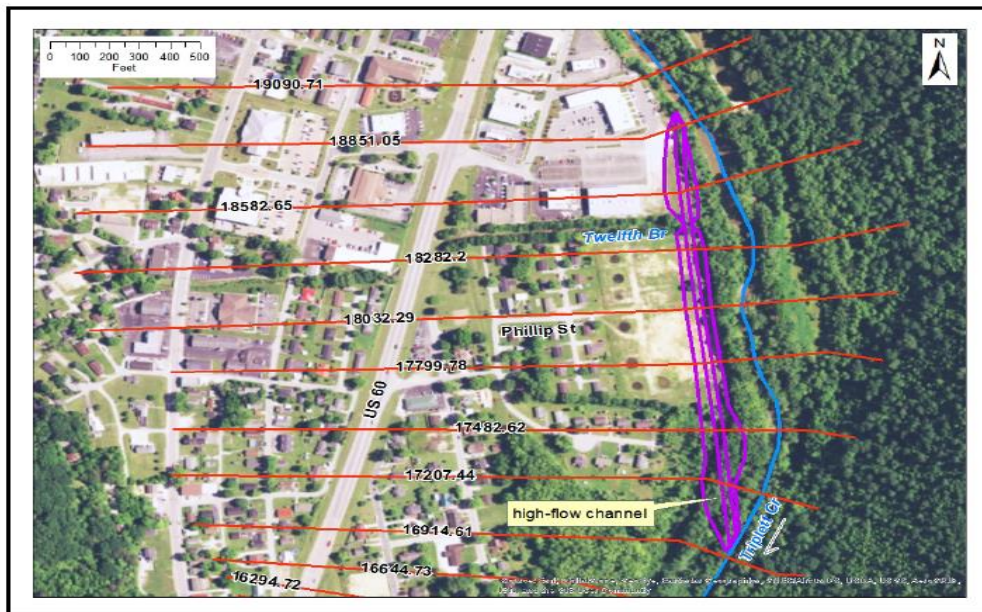 0 100 200 300 400 500
Feet
N
19090.71
18851.05
18582.65
Twelfth Br
18282.2
18032.29
Phillip St
17799.78
US 60
17482.62
17207.44
high-flow channel
16914.61
Triplett Cr
16644.73
16294.72